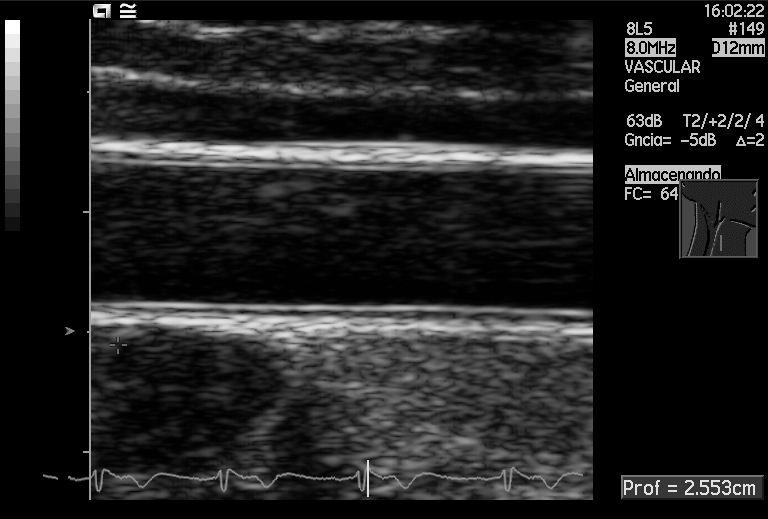 16:02:22
8L5 #149
8.0MHz D12mm
VASCULAR
General
63dB T2/+2/2/ 4
Gncia= -5dB Δ=2
Almacenando
FC= 64
Prof = 2.553cm